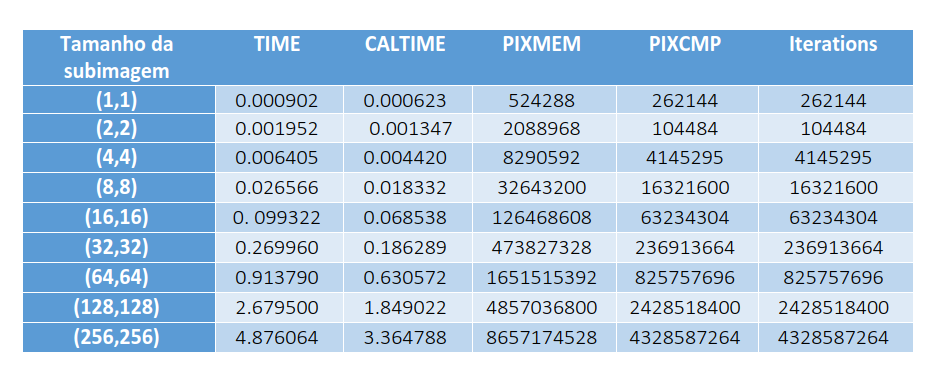 Tamanho da subimagem TIME CALTIME PIXMEM PIXCMP Iterations
(1,1) 0.000902 0.000623 524288 262144 262144
(2,2) 0.001952 0.001347 2088968 104484 104484
(4,4) 0.006405 0.004420 8290592 4145295 4145295
(8,8) 0.026566 0.018332 32643200 16321600 16321600
(16,16) 0. 099322 0.068538 126468608 63234304 63234304
(32,32) 0.269960 0.186289 473827328 236913664 236913664
(64,64) 0.913790 0.630572 1651515392 825757696 825757696
(128,128) 2.679500 1.849022 4857036800 2428518400 2428518400
(256,256) 4.876064 3.364788 8657174528 4328587264 4328587264